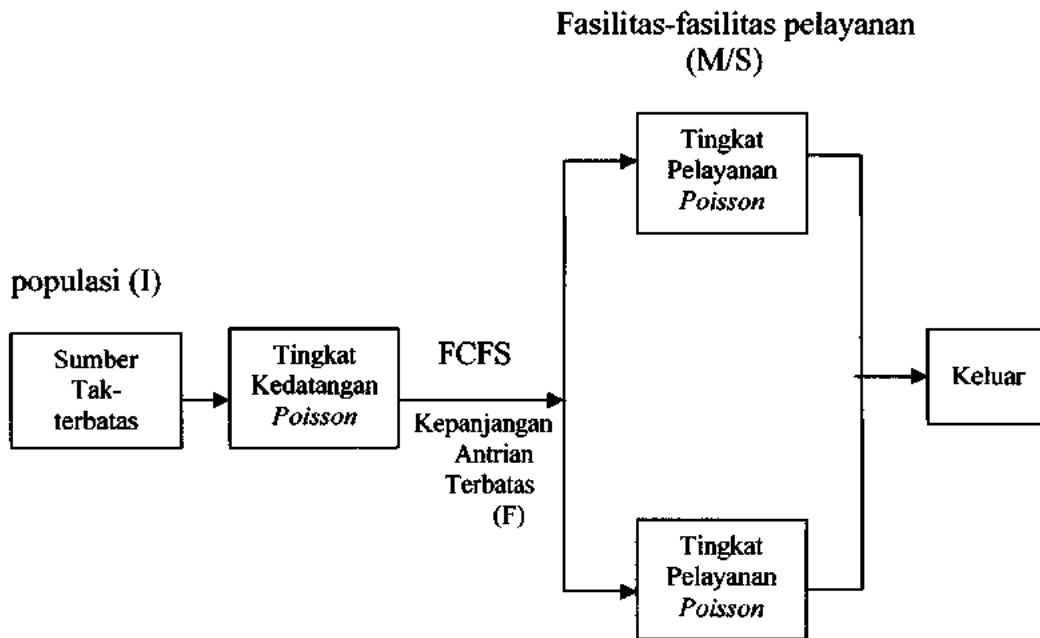 Fasilitas-fasilitas pelayanan
(M/S)
Tingkat
Pelayanan
Poisson
populasi (I)
Sumber
Tak-
terbatas
Tingkat
Kedatangan
Poisson
FCFS
Kepanjangan
Antrian
Terbatas
(F)
Keluar
Tingkat
Pelayanan
Poisson